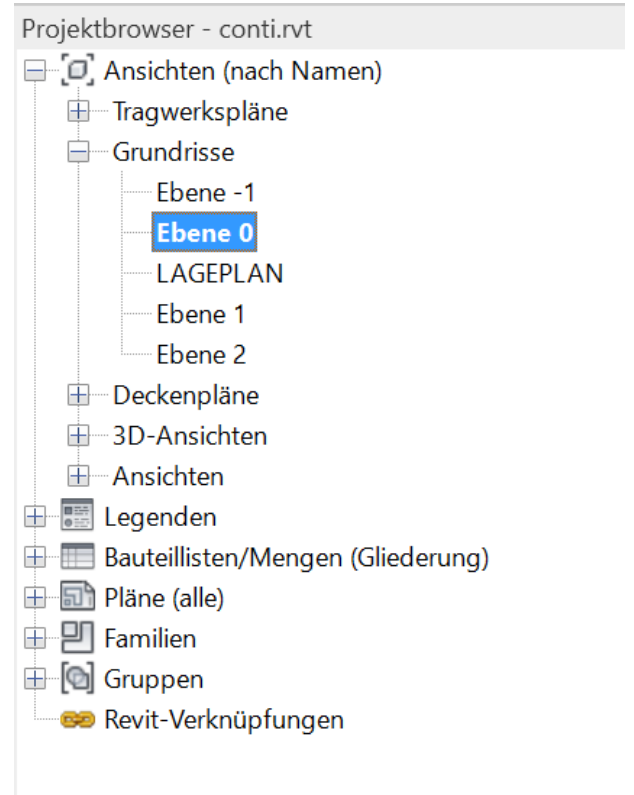 Projektbrowser - conti.rvt
Ansichten (nach Namen)
Tragwerkspläne
Grundrisse
Ebene -1
Ebene 0
LAGEPLAN
Ebene 1
Ebene 2
Deckenpläne
3D-Ansichten
Ansichten
Legenden
Bauteillisten/Mengen (Gliederung)
Pläne (alle)
Familien
Gruppen
Revit-Verknüpfungen